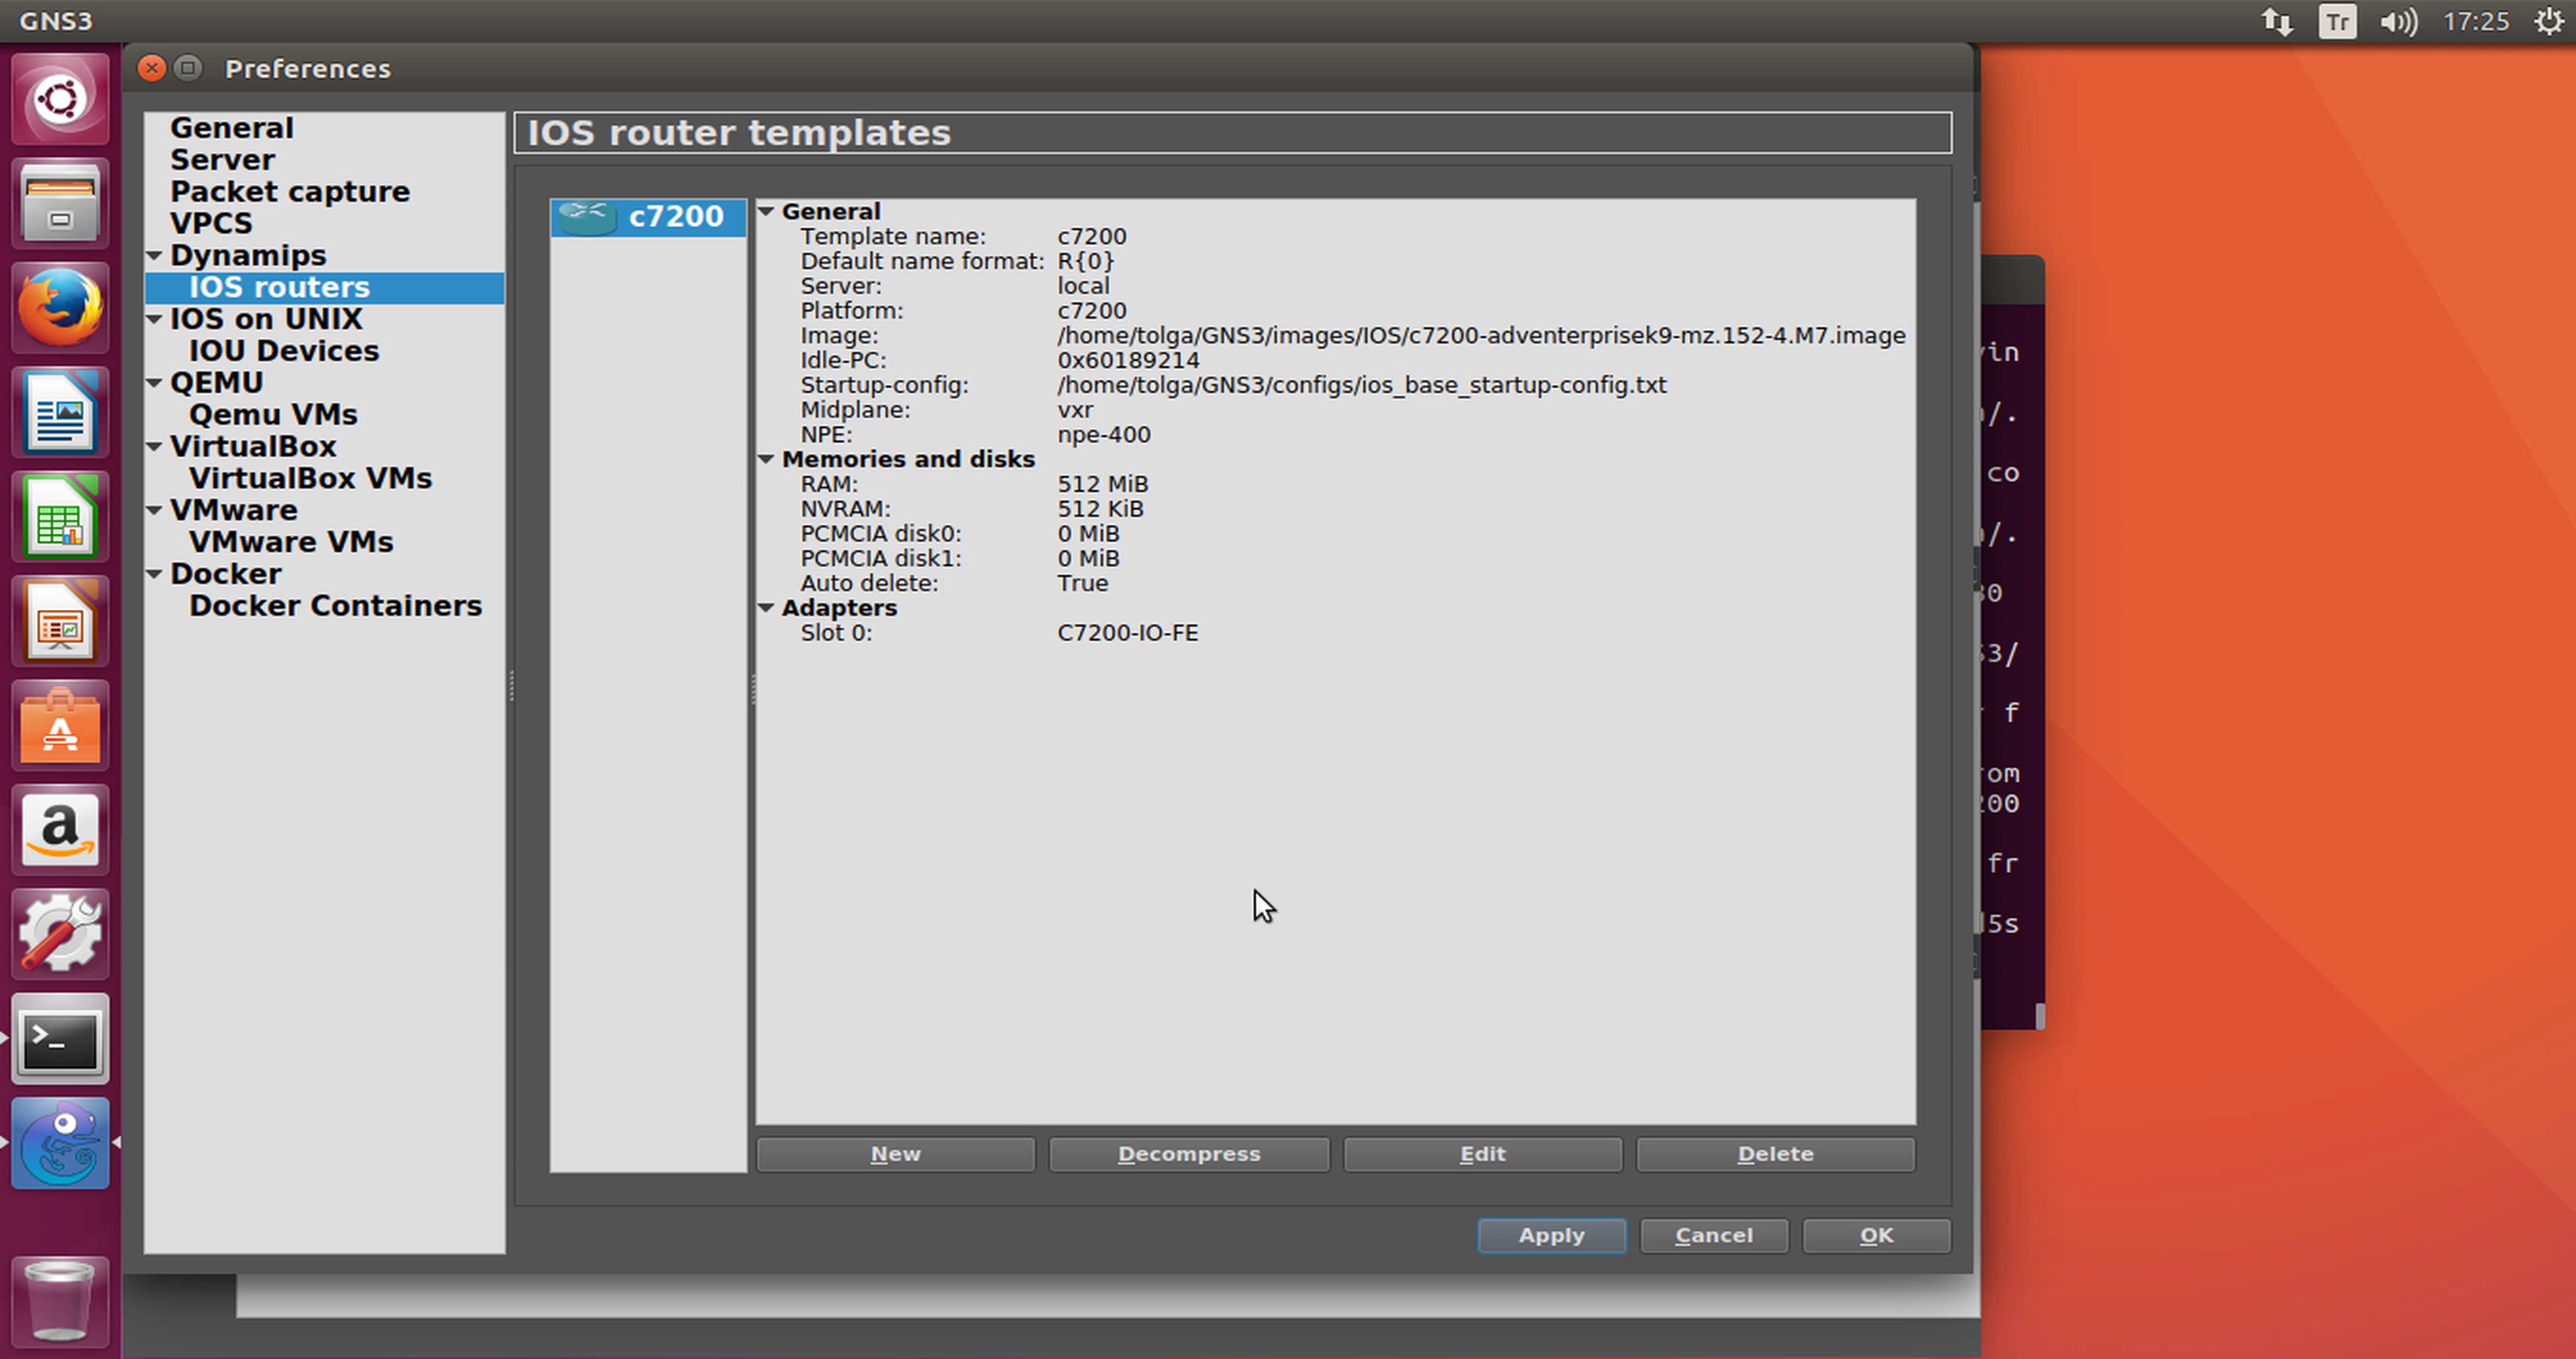 GNS3
Tr
17:25
Preferences
General
Server
Packet capture
VPCS
Dynamips
IOS routers
IOS on UNIX
IOU Devices
QEMU
Qemu VMs
VirtualBox
VirtualBox VMs
VMware
VMware VMs
Docker
Docker Containers
IOS router templates
c7200
General
Template name: c7200
Default name format: R{0}
Server: local
Platform: c7200
Image: /home/tolga/GNS3/images/IOS/c7200-adventerprisek9-mz.152-4.M7.image
Idle-PC: 0x60189214
Startup-config: /home/tolga/GNS3/configs/ios_base_startup-config.txt
Midplane: vxr
NPE: npe-400
Memories and disks
RAM: 512 MiB
NVRAM: 512 KiB
PCMCIA disk0: 0 MiB
PCMCIA disk1: 0 MiB
Auto delete: True
Adapters
Slot 0: C7200-IO-FE
New Decompress Edit Delete
Apply Cancel OK
/.
co
/.
f
fr